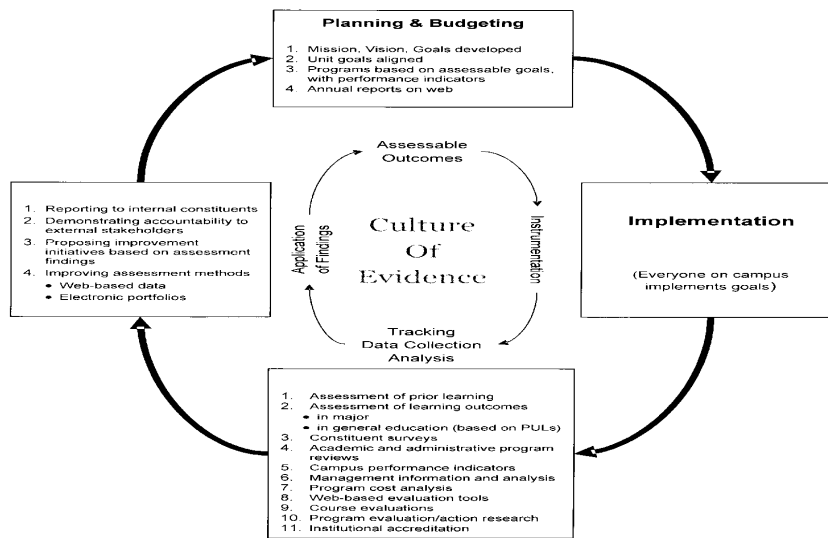 Planning & Budgeting
1. Mission, Vision, Goals developed
2. Unit goals aligned
3. Programs based on assessable goals,
with performance indicators
4. Annual reports on web
Implementation
(Everyone on campus
implements goals)
1. Assessment of prior learning
2. Assessment of learning outcomes
• in major
• in general education (based on PULs)
3. Constituent surveys
4. Academic and administrative program
reviews
5. Campus performance indicators
6. Management information and analysis
7. Program cost analysis
8. Web-based evaluation tools
9. Course evaluations
10. Program evaluation/action research
11. Institutional accreditation
1. Reporting to internal constituents
2. Demonstrating accountability to
external stakeholders
3. Proposing improvement
initiatives based on assessment
findings
4. Improving assessment methods
• Web-based data
• Electronic portfolios
Assessable
Outcomes
Instrumentation
Tracking
Data Collection
Analysis
Application
of Findings
Culture
Of
Evidence